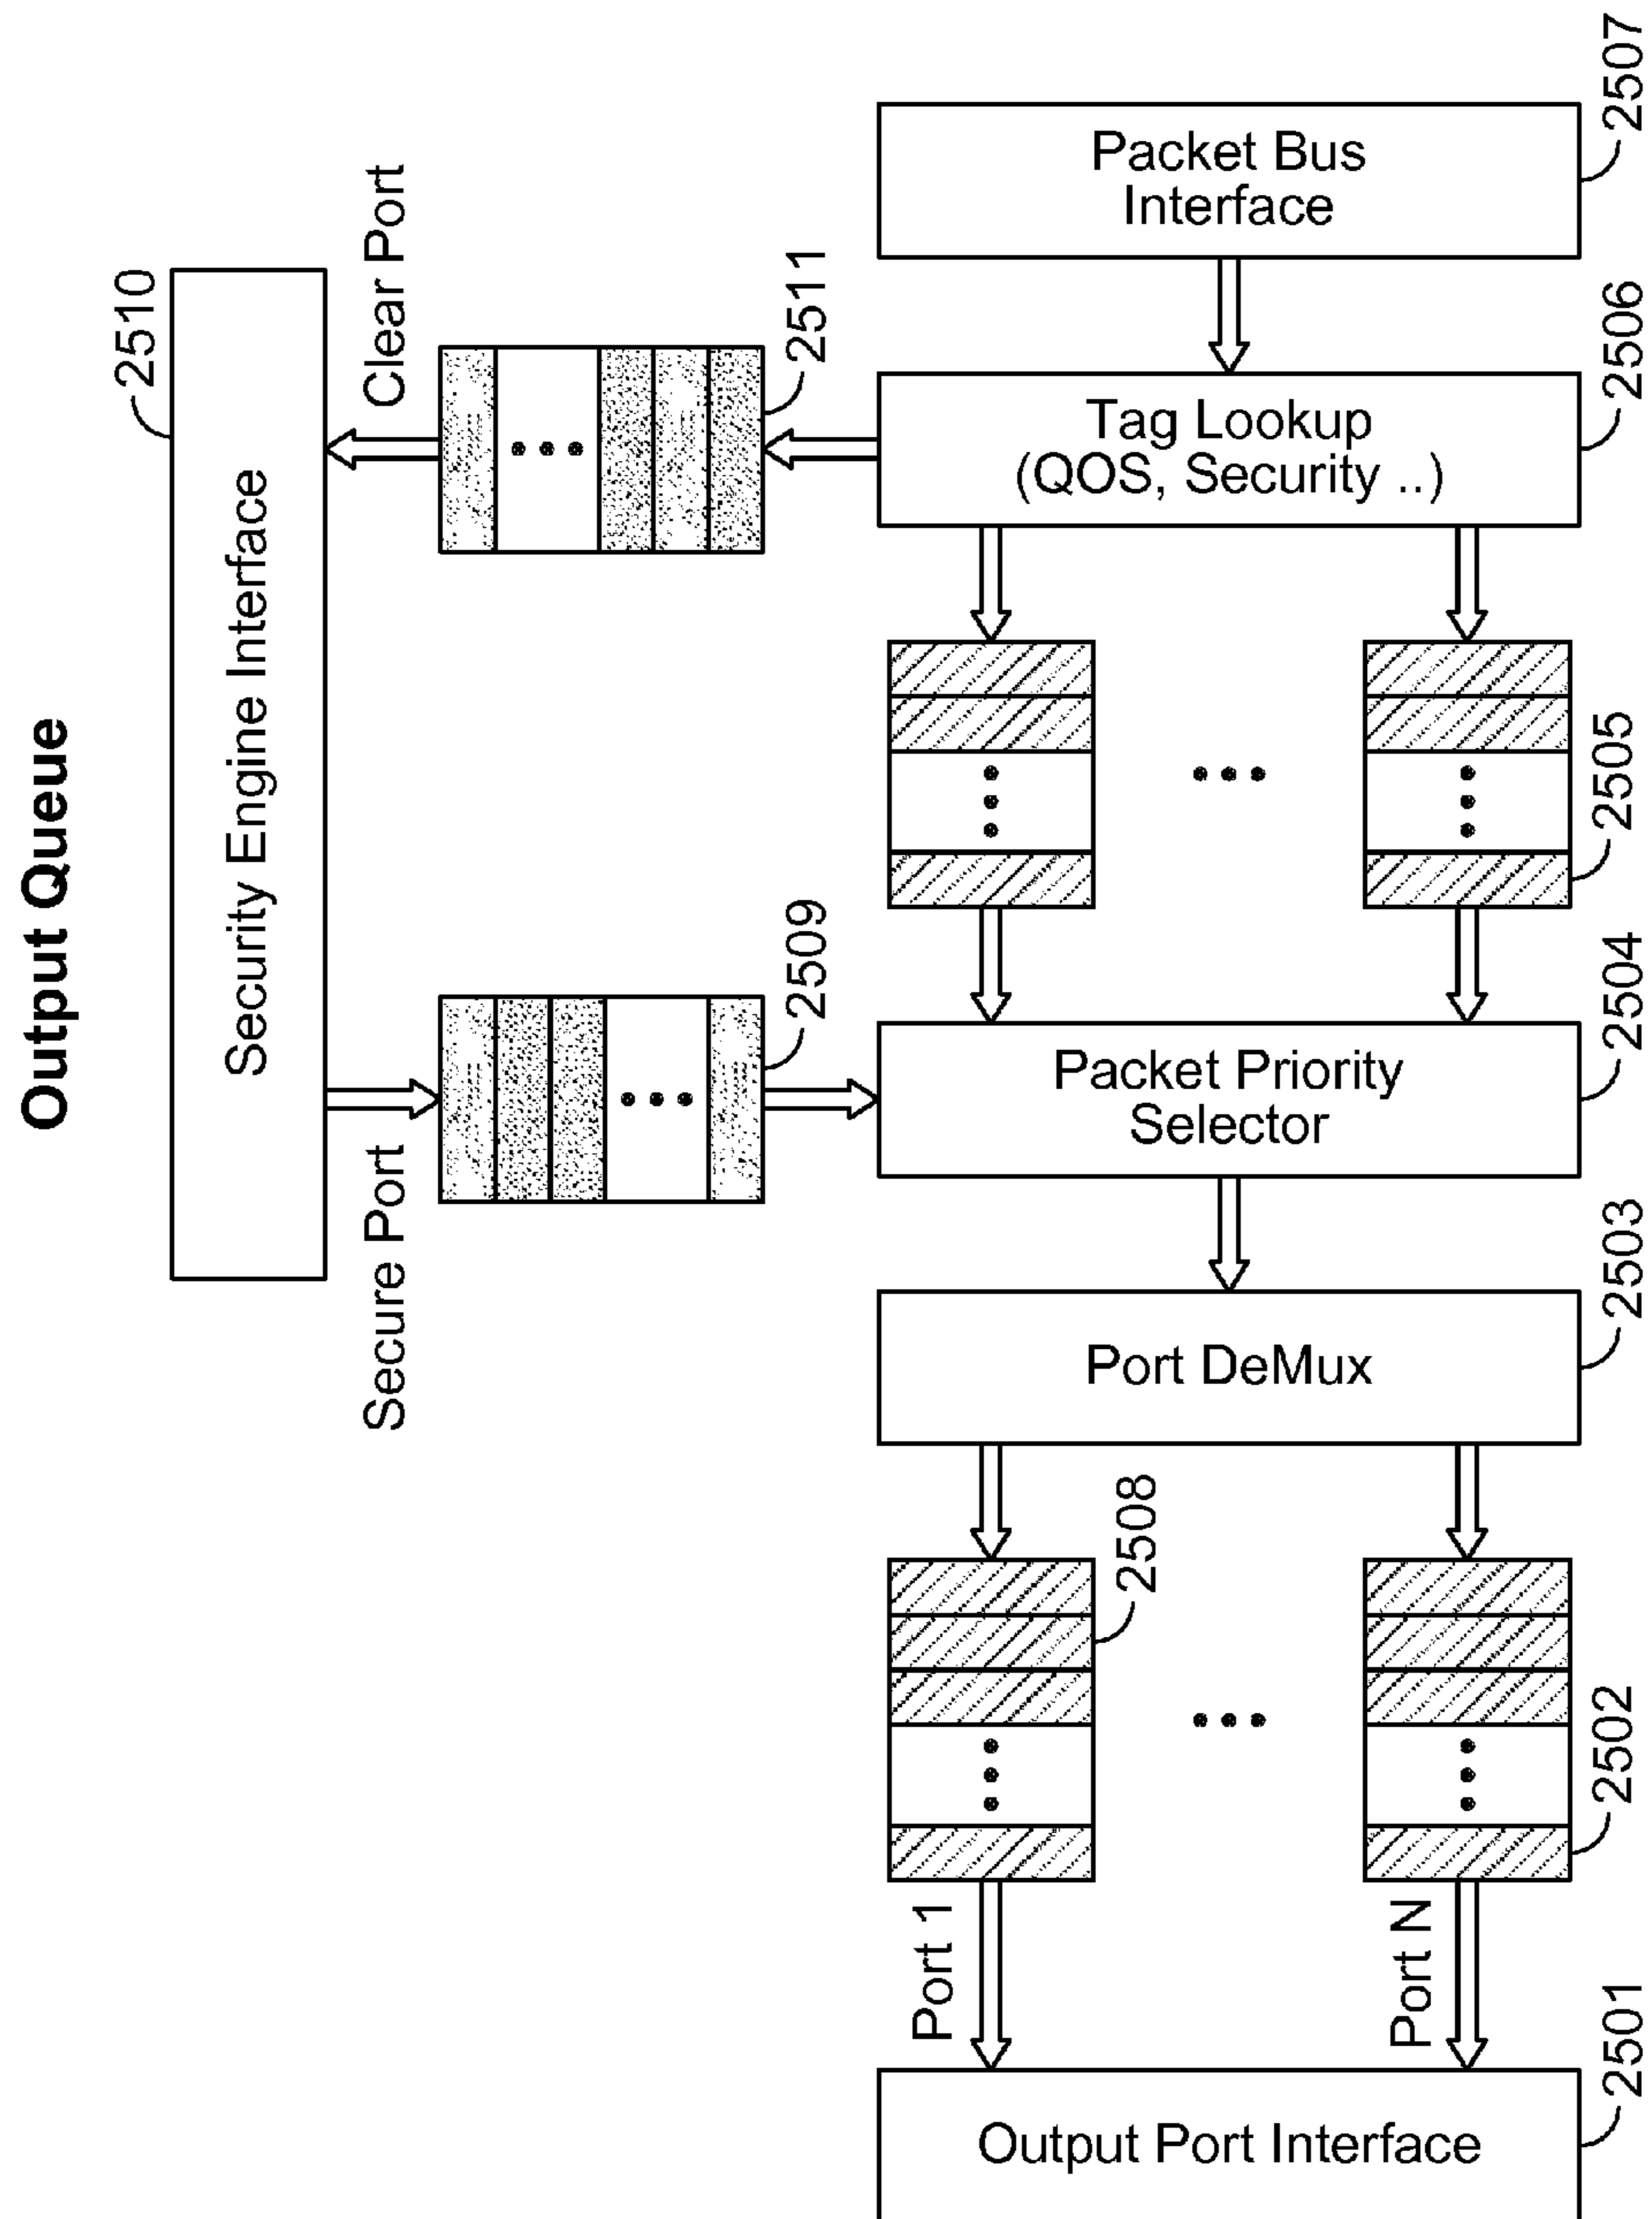 Output Queue
2510
Security Engine Interface
Secure Port
Clear Port
2509
2511
Port 1
Port N
Output Port Interface
2508
2502
Port DeMux
Packet Priority
Selector
2505
Tag Lookup
(QOS, Security ..)
Packet Bus
Interface
2501
2503
2504
2506
2507